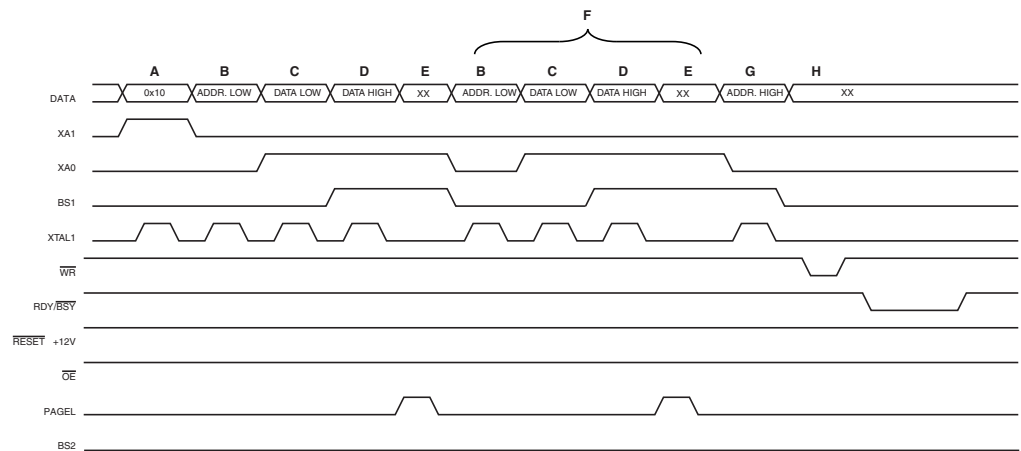 F
A B C D E B C D E G H
DATA 0x10 ADDR. LOW DATA LOW DATA HIGH XX ADDR. LOW DATA LOW DATA HIGH XX ADDR. HIGH XX
XA1
XA0
BS1
XTAL1
WR
RDY/BSY
RESET +12V
OE
PAGEL
BS2